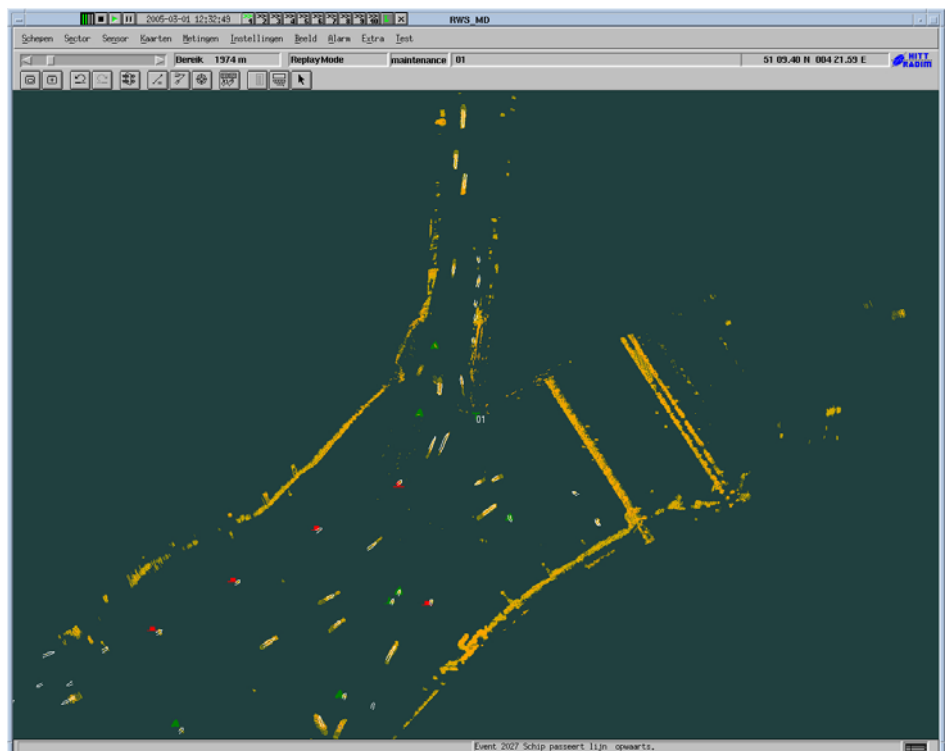 2005-03-01 12:32:49 RWS_MD
Schepen Sector Sensor Kaarten Metingen Instellingen Beeld Alarm Extra Test
Bereik 1974 m ReplayMode maintenance 01 51 09.40 N 004 21.59 E HITT RADIM
01
Event 2027 Schip passeert lijn opwaarts.